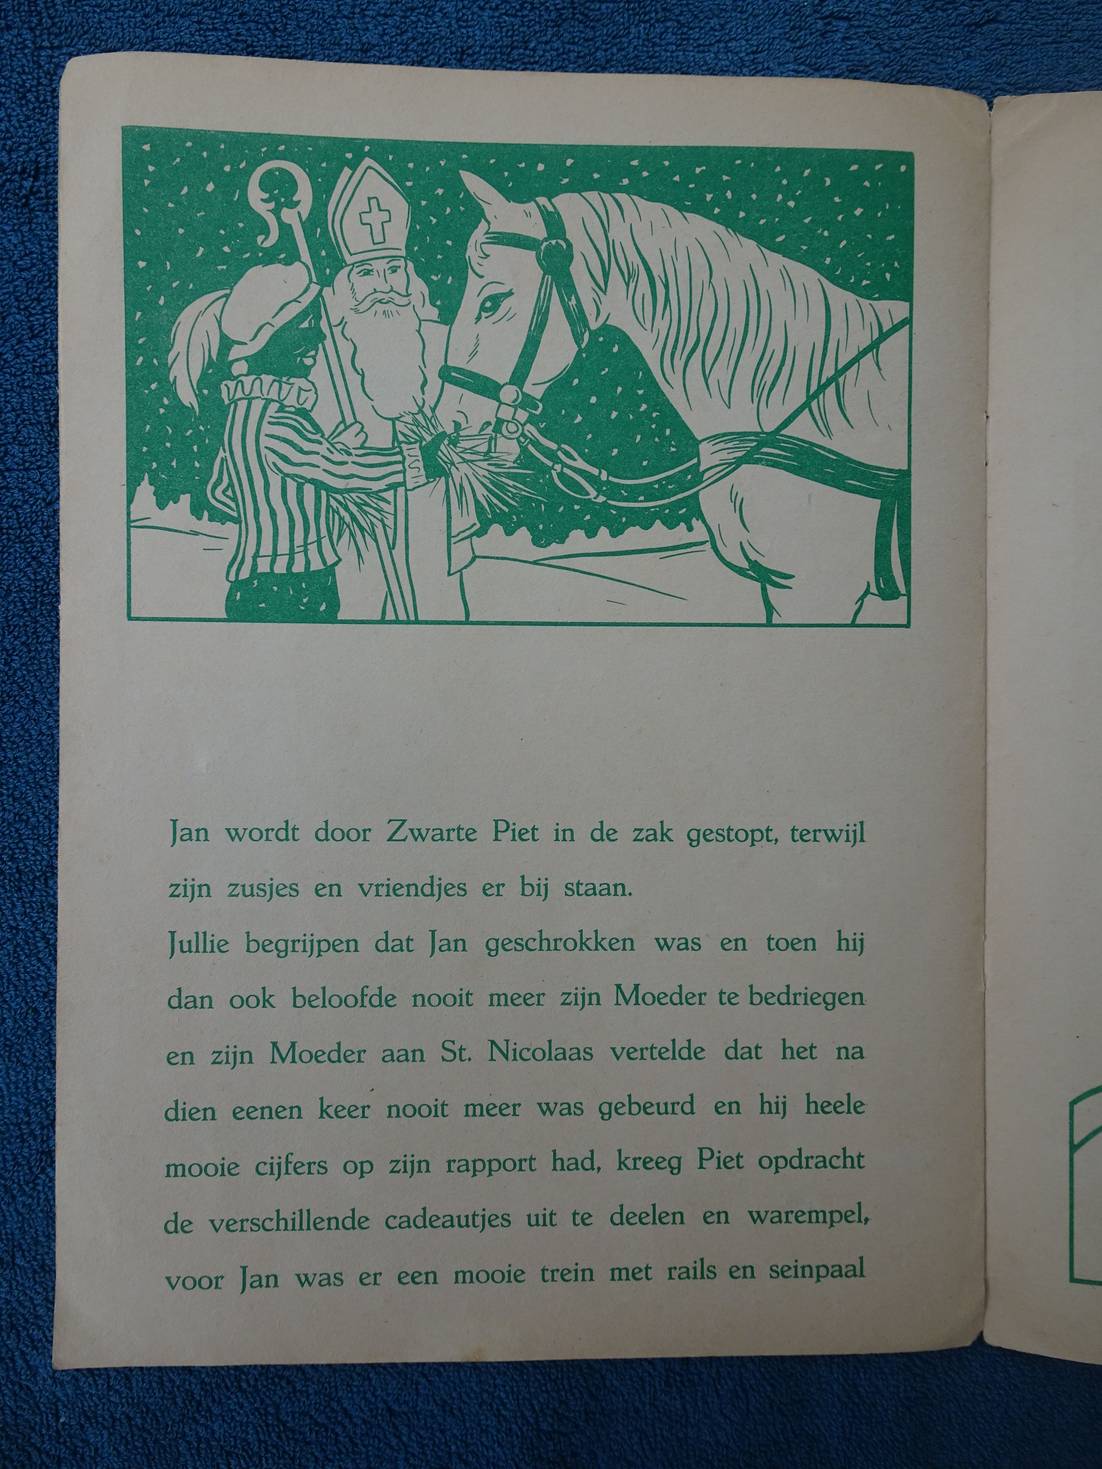 Jan wordt door Zwarte Piet in de zak gestopt, terwijl
zijn zusjes en vriendjes er bij staan.
Jullie begrijpen dat Jan geschrokken was en toen hij
dan ook beloofde nooit meer zijn Moeder te bedriegen
en zijn Moeder aan St. Nicolaas vertelde dat het na
dien eenen keer nooit meer was gebeurd en hij heele
mooie cijfers op zijn rapport had, kreeg Piet opdracht
de verschillende cadeautjes uit te deelen en warempel,
voor Jan was er een mooie trein met rails en seinpaal